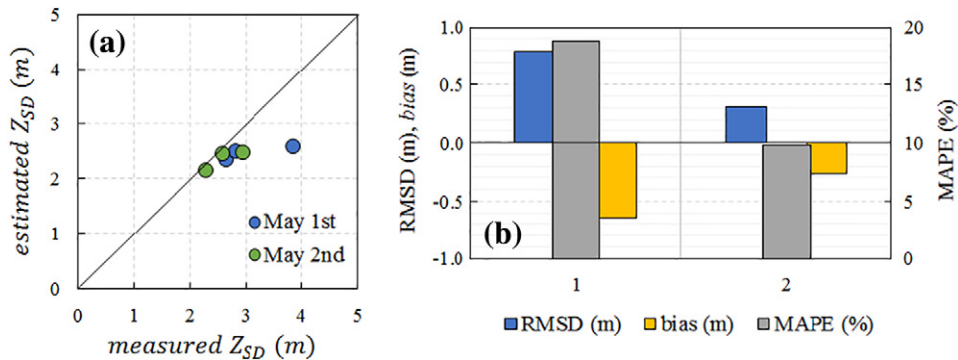 (a)
estimated Z_SD (m)
5
4
3
2
1
0
May 1st
May 2nd
0 1 2 3 4 5
measured Z_SD (m)
(b)
RMSD (m), bias (m)
1.0
0.5
0.0
-0.5
-1.0
20
15
10
5
0
MAPE (%)
1 2
RMSD (m) bias (m) MAPE (%)